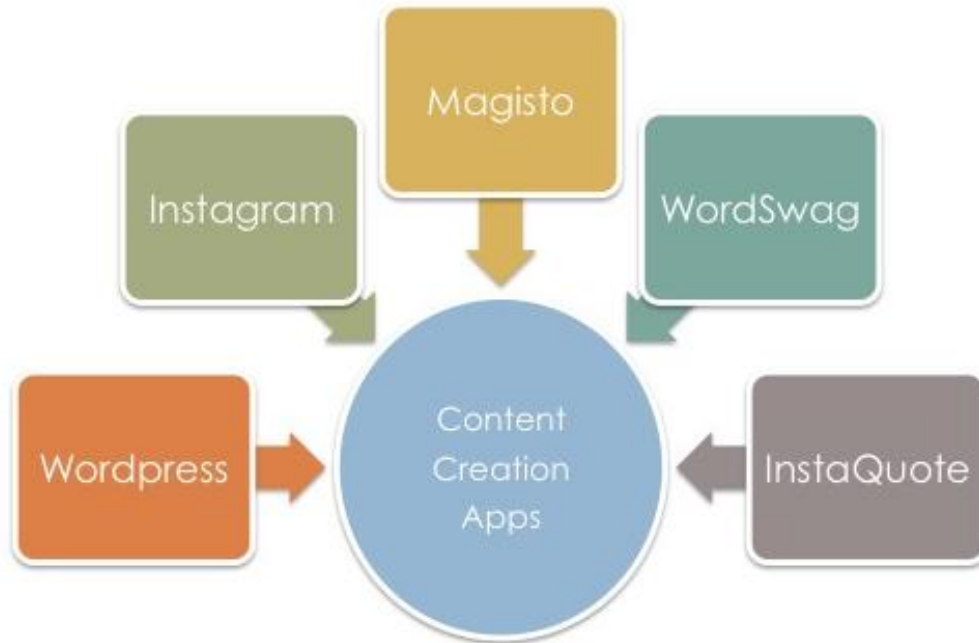 Magisto
Instagram
WordSwag
Wordpress
Content
Creation
Apps
InstaQuote